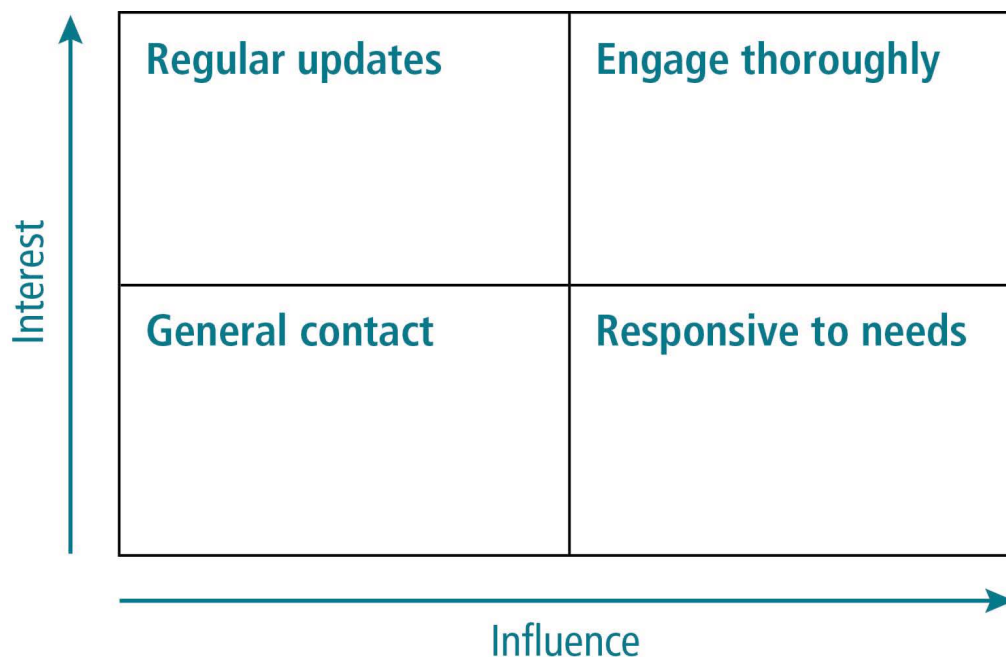 Regular updates
Engage thoroughly
Interest
General contact
Responsive to needs
Influence